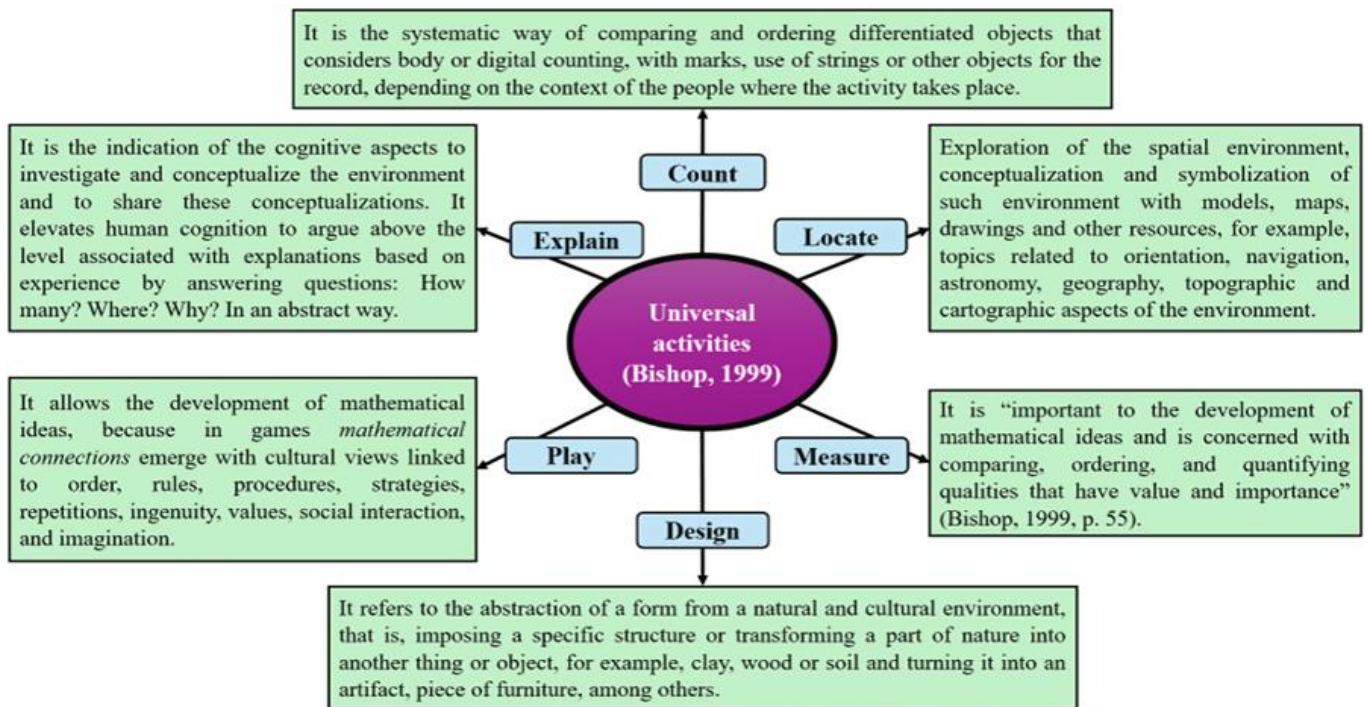 It is the systematic way of comparing and ordering differentiated objects that
considers body or digital counting, with marks, use of strings or other objects for the
record, depending on the context of the people where the activity takes place.
It is the indication of the cognitive aspects to
investigate and conceptualize the environment
and to share these conceptualizations. It
elevates human cognition to argue above the
level associated with explanations based on
experience by answering questions: How
many? Where? Why? In an abstract way.
Count
Explain
Locate
Exploration of the spatial environment,
conceptualization and symbolization of
such environment with models, maps,
drawings and other resources, for example,
topics related to orientation, navigation,
astronomy, geography, topographic and
cartographic aspects of the environment.
Universal
activities
(Bishop, 1999)
It allows the development of mathematical
ideas, because in games mathematical
connections emerge with cultural views linked
to order, rules, procedures, strategies,
repetitions, ingenuity, values, social interaction,
and imagination.
Play
Measure
Design
It is “important to the development of
mathematical ideas and is concerned with
comparing, ordering, and quantifying
qualities that have value and importance”
(Bishop, 1999, p. 55).
It refers to the abstraction of a form from a natural and cultural environment,
that is, imposing a specific structure or transforming a part of nature into
another thing or object, for example, clay, wood or soil and turning it into an
artifact, piece of furniture, among others.